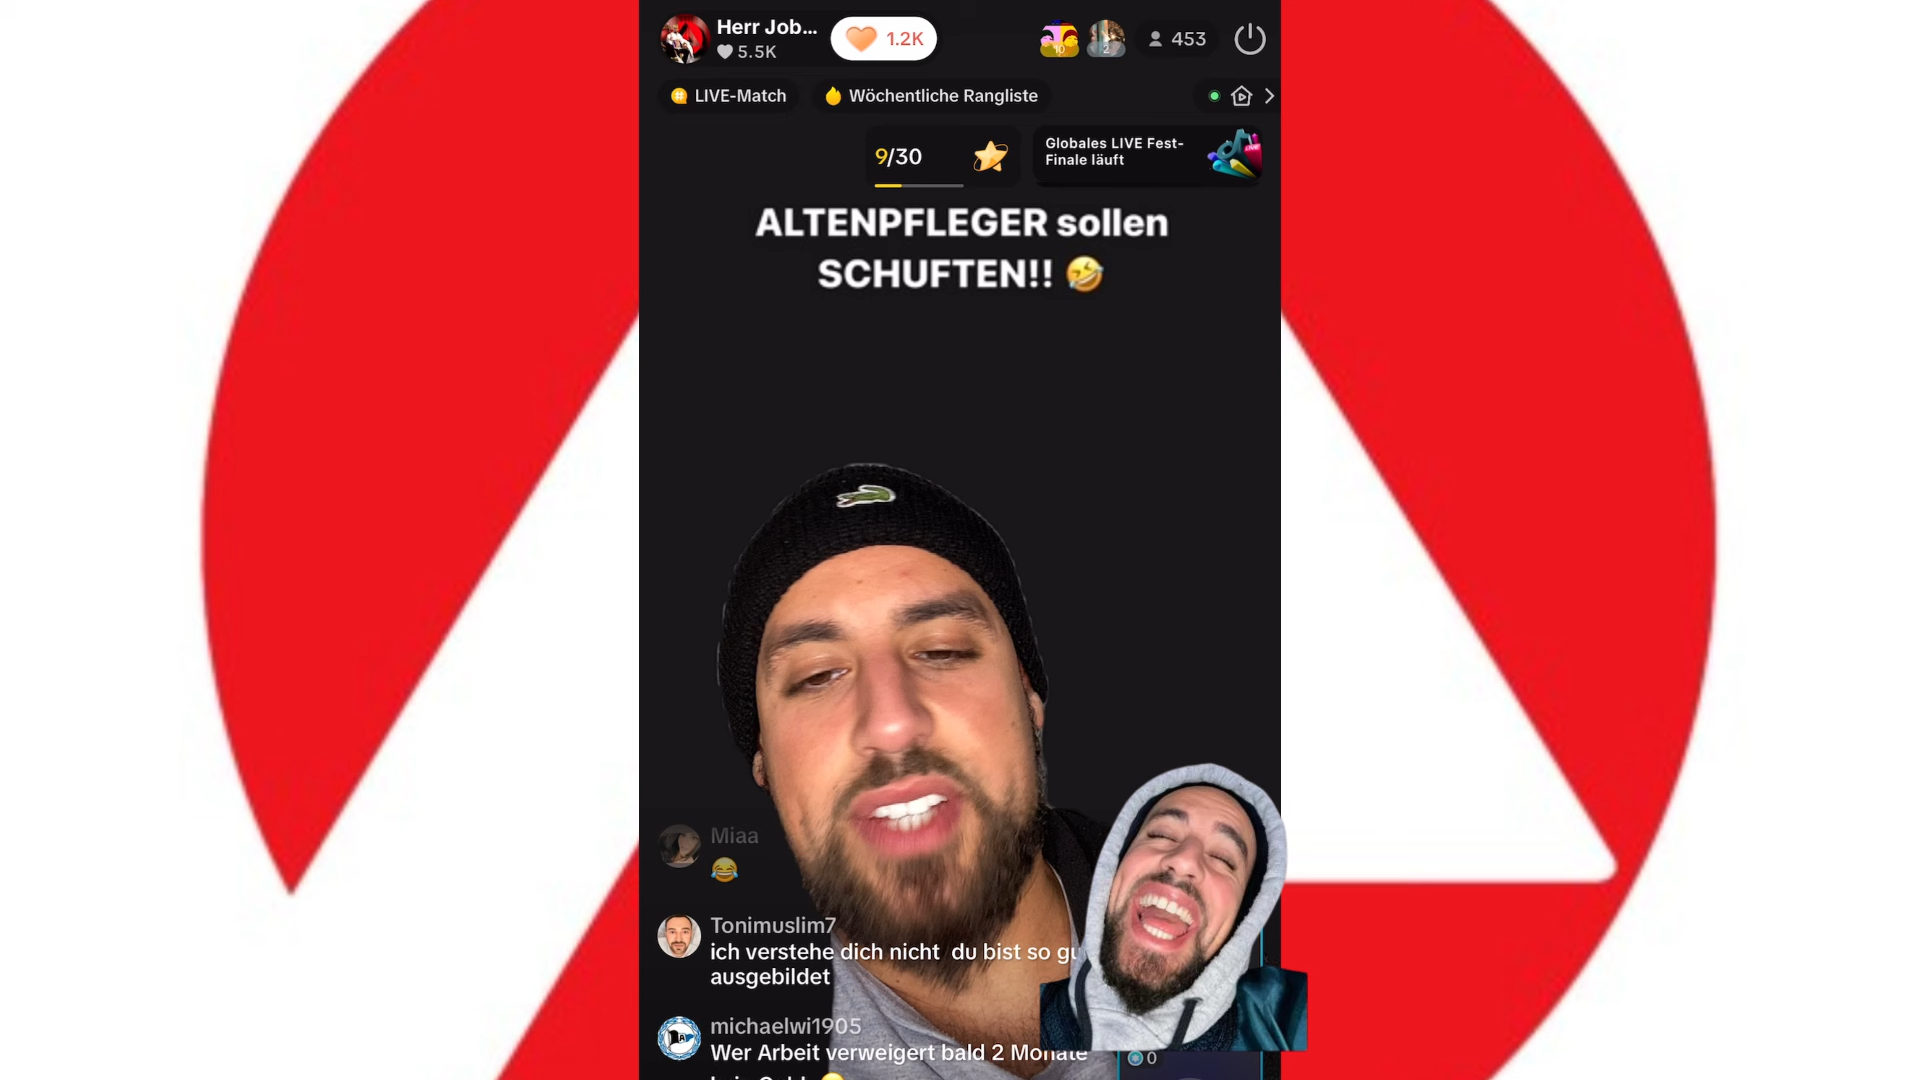 Herr Job...
5.5K
1.2K
10
2
453
LIVE-Match
Wöchentliche Rangliste
9/30
Globales LIVE Fest-
Finale läuft
ALTENPFLEGER sollen
SCHUFTEN!! 🤣
Miaa
😂
Tonimuslim7
ich verstehe dich nicht du bist so
ausgebildet
michaelwi1905
Wer Arbeit verweigert bald 2 Monate
0